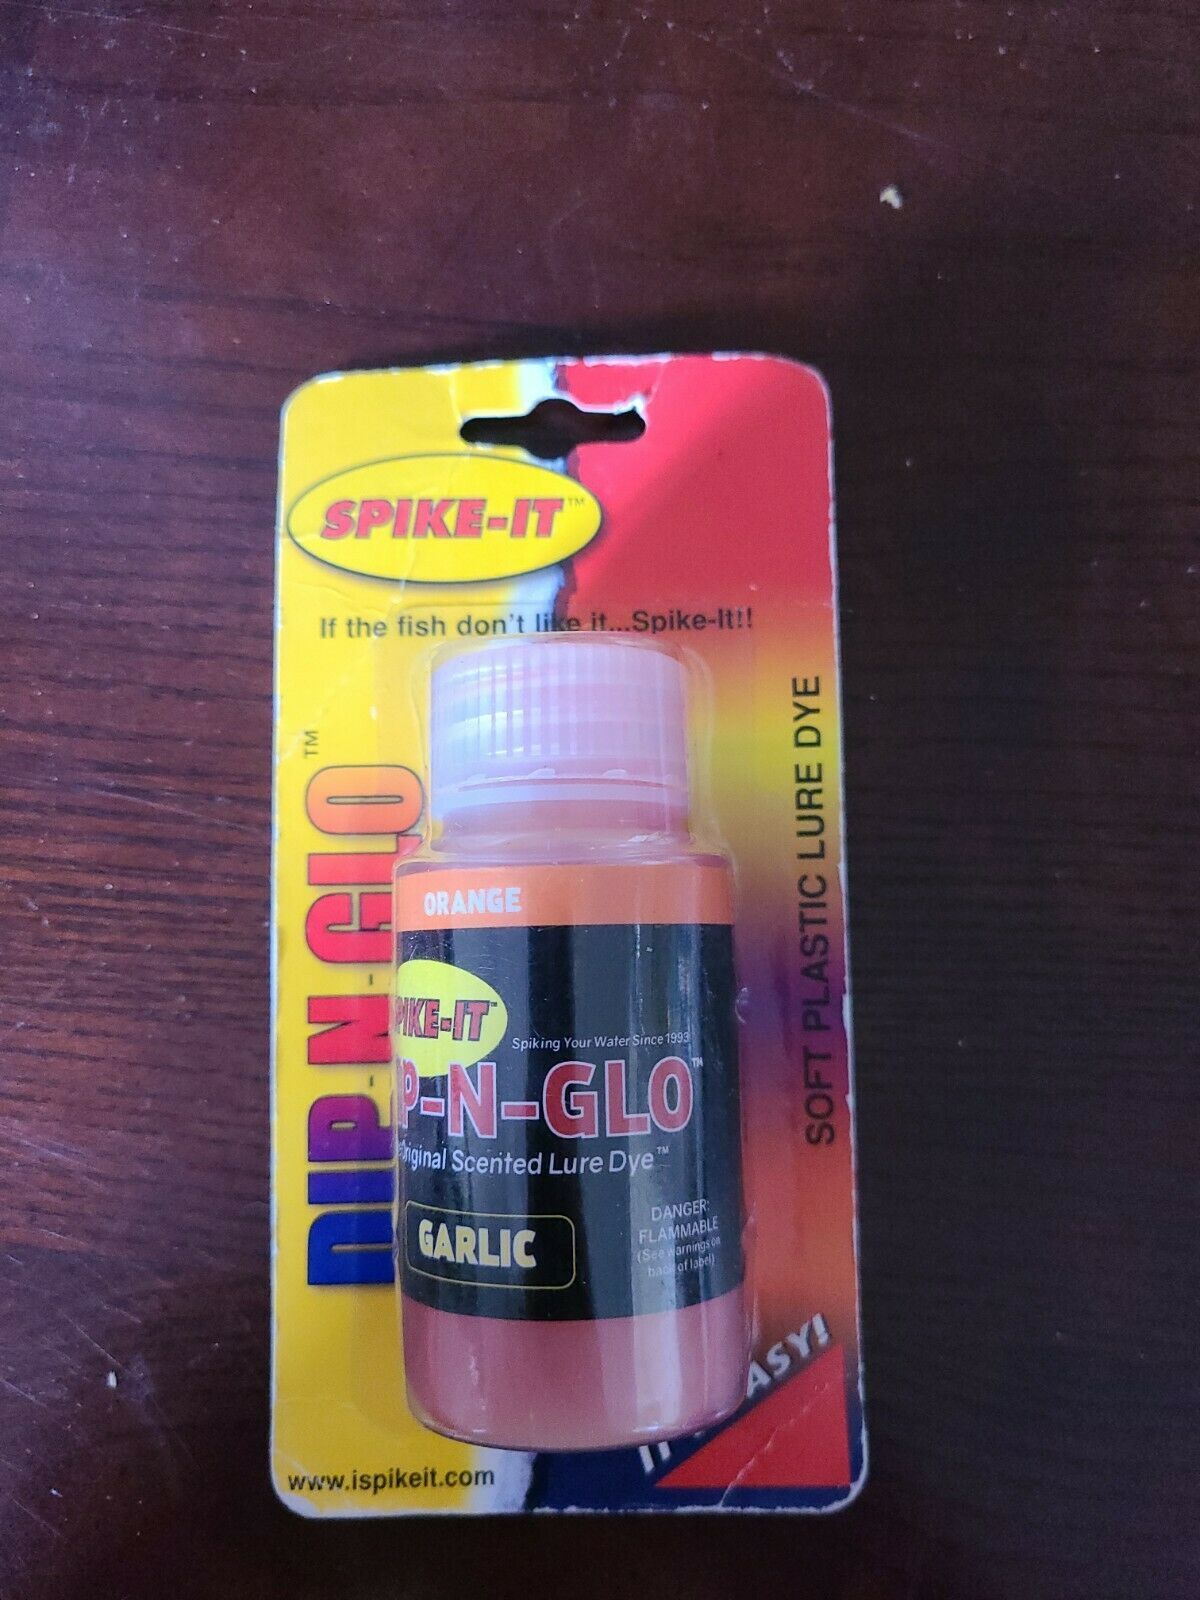 SPIKE-IT™
If the fish don't like it...Spike-It!!
DIP-N-GLO™
SOFT PLASTIC LURE DYE
ORANGE
SPIKE-IT™
Spiking Your Water Since 1993
P-N-GLO™
Original Scented Lure Dye™
GARLIC
DANGER:
FLAMMABLE
(See warnings on
back of label)
www.ispikeit.com